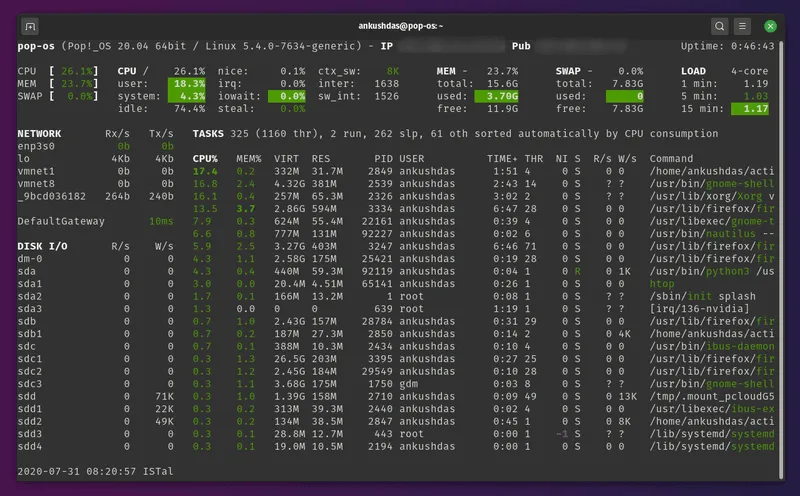 ankushdas@pop-os: ~
pop-os (Pop!_OS 20.04 64bit / Linux 5.4.0-7634-generic) - IP Pub Uptime: 0:46:43
CPU [ 26.1%] CPU / 26.1% nice: 0.1% ctx_sw: 8K MEM - 23.7% SWAP - 0.0% LOAD 4-core
MEM [ 23.7%] user: 18.3% irq: 0.0% inter: 1638 total: 15.6G total: 7.83G 1 min: 1.19
SWAP [ 0.0%] system: 4.3% iowait: 0.0% sw_int: 1526 used: 3.70G used: 0 5 min: 1.03
idle: 74.4% steal: 0.0% free: 11.9G free: 7.83G 15 min: 1.17
NETWORK Rx/s Tx/s TASKS 325 (1160 thr), 2 run, 262 slp, 61 oth sorted automatically by CPU consumption
enp3s0 0b 0b
lo 4Kb 4Kb CPU% MEM% VIRT RES PID USER TIME+ THR NI S R/s W/s Command
vmnet1 0b 0b 17.4 0.2 332M 31.7M 2849 ankushdas 1:51 4 0 S 0 0 /home/ankushdas/acti
vmnet8 0b 0b 16.8 2.4 4.32G 381M 2539 ankushdas 2:43 14 0 S ? ? /usr/bin/gnome-shell
_9bcd036182 264b 240b 16.1 0.4 257M 65.3M 2326 ankushdas 3:02 2 0 S ? ? /usr/lib/xorg/Xorg v
13.5 3.7 2.86G 594M 3334 ankushdas 6:47 28 0 S 0 0 /usr/lib/firefox/fir
DefaultGateway 10ms 7.9 0.3 624M 55.4M 22161 ankushdas 0:39 4 0 S 0 0 /usr/libexec/gnome-t
6.6 0.8 777M 131M 92227 ankushdas 0:02 6 0 S 0 0 /usr/bin/nautilus --
DISK I/O R/s W/s 5.9 2.5 3.27G 403M 3247 ankushdas 6:46 71 0 S 0 0 /usr/lib/firefox/fir
dm-0 0 0 4.3 1.1 2.58G 175M 25421 ankushdas 0:19 28 0 S 0 0 /usr/lib/firefox/fir
sda 0 0 4.3 0.4 440M 59.3M 92119 ankushdas 0:04 1 0 R 0 1K /usr/bin/python3 /us
sda1 0 0 3.0 0.0 20.4M 4.51M 65141 ankushdas 0:26 1 0 S 0 0 htop
sda2 0 0 1.7 0.1 166M 13.2M 1 root 0:08 1 0 S ? ? /sbin/init splash
sda3 0 0 1.3 0.0 0 0 639 root 1:19 1 0 S ? ? [irq/136-nvidia]
sdb 0 0 0.7 1.0 2.43G 157M 28784 ankushdas 0:31 29 0 S 0 0 /usr/lib/firefox/fir
sdb1 0 0 0.7 0.2 187M 27.3M 2850 ankushdas 0:14 2 0 S 0 4K /home/ankushdas/acti
sdc 0 0 0.7 0.1 388M 10.3M 2434 ankushdas 0:10 4 0 S 0 0 /usr/bin/ibus-daemon
sdc1 0 0 0.3 1.3 26.5G 203M 3395 ankushdas 0:27 25 0 S 0 0 /usr/lib/firefox/fir
sdc2 0 0 0.3 1.2 2.45G 184M 29549 ankushdas 0:10 28 0 S 0 0 /usr/lib/firefox/fir
sdc3 0 0 0.3 1.1 3.68G 175M 1750 gdm 0:03 8 0 S ? ? /usr/bin/gnome-shell
sdd 0 71K 0.3 1.0 1.39G 158M 2710 ankushdas 0:09 49 0 S 0 13K /tmp/.mount_pcloudG5
sdd1 0 22K 0.3 0.2 313M 39.3M 2440 ankushdas 0:02 4 0 S 0 0 /usr/libexec/ibus-ex
sdd2 0 49K 0.3 0.2 134M 38.5M 2847 ankushdas 0:45 1 0 S 0 8K /home/ankushdas/acti
sdd3 0 0 0.3 0.1 28.8M 12.7M 443 root 0:00 1 -1 S ? ? /lib/systemd/systemd
sdd4 0 0 0.3 0.1 19.0M 10.5M 2194 ankushdas 0:00 1 0 S 0 0 /lib/systemd/systemd
2020-07-31 08:20:57 ISTal